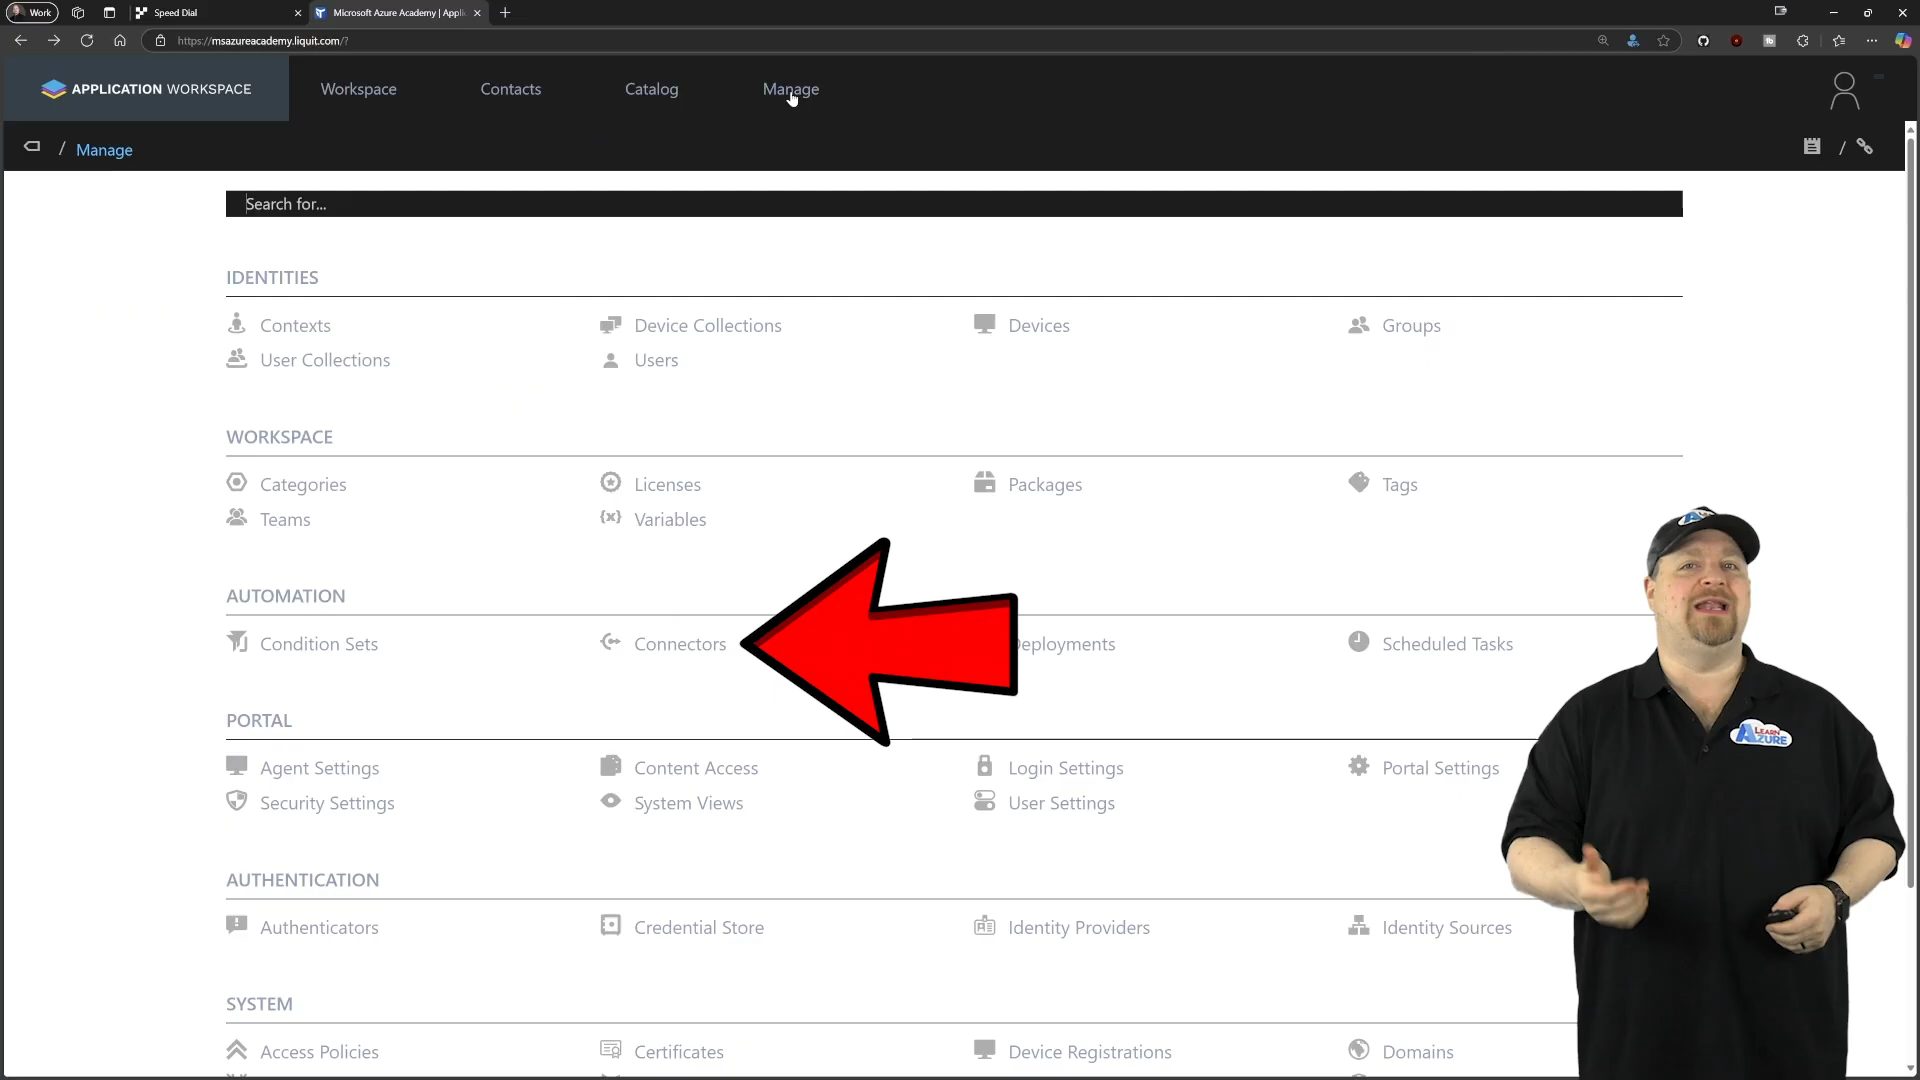 Work
Speed Dial
Microsoft Azure Academy | Appli
https://msazureacademy.liquit.com/?
APPLICATION WORKSPACE
Workspace
Contacts
Catalog
Manage
/ Manage
/
Search for...
IDENTITIES
Contexts
Device Collections
Devices
Groups
User Collections
Users
WORKSPACE
Categories
Licenses
Packages
Tags
Teams
Variables
AUTOMATION
Condition Sets
Connectors
Deployments
Scheduled Tasks
PORTAL
Agent Settings
Content Access
Login Settings
Portal Settings
Security Settings
System Views
User Settings
AUTHENTICATION
Authenticators
Credential Store
Identity Providers
Identity Sources
SYSTEM
Access Policies
Certificates
Device Registrations
Domains
LEARN
AZURE